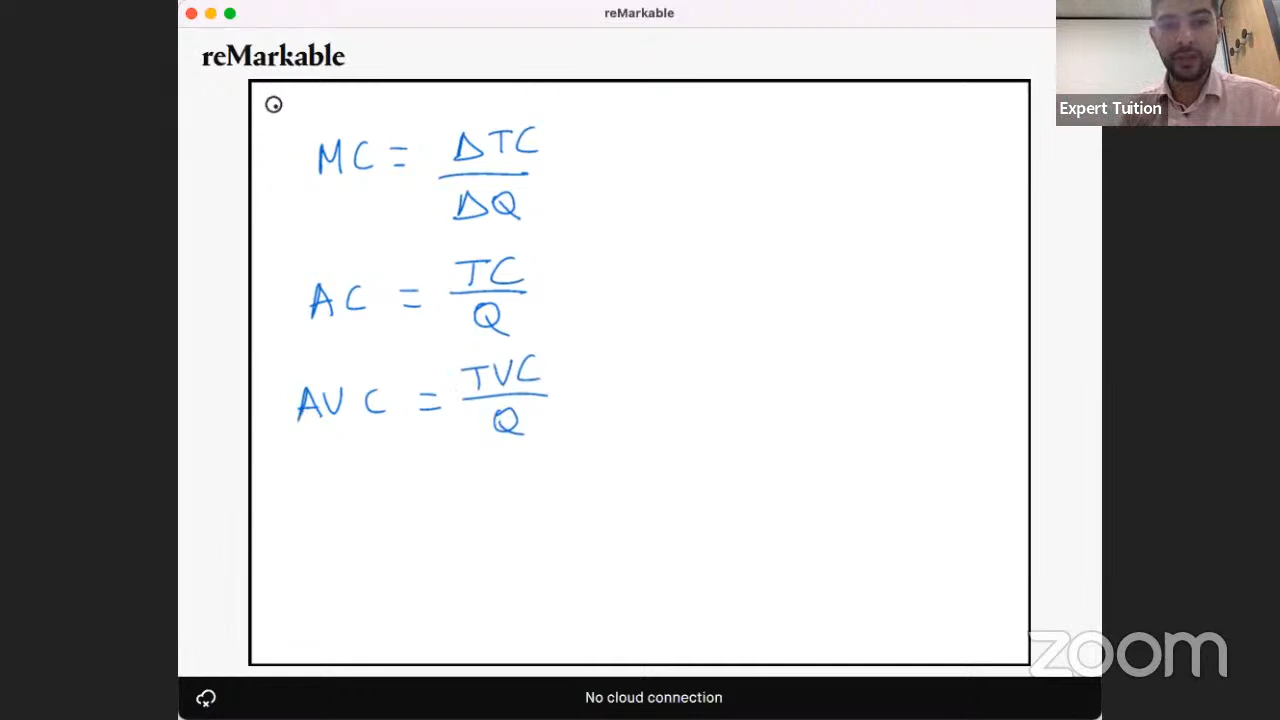 reMarkable
reMarkable
Expert Tuition
MC = ΔTC
ΔQ
AC = TC
Q
AVC = TVC
Q
zoom
No cloud connection